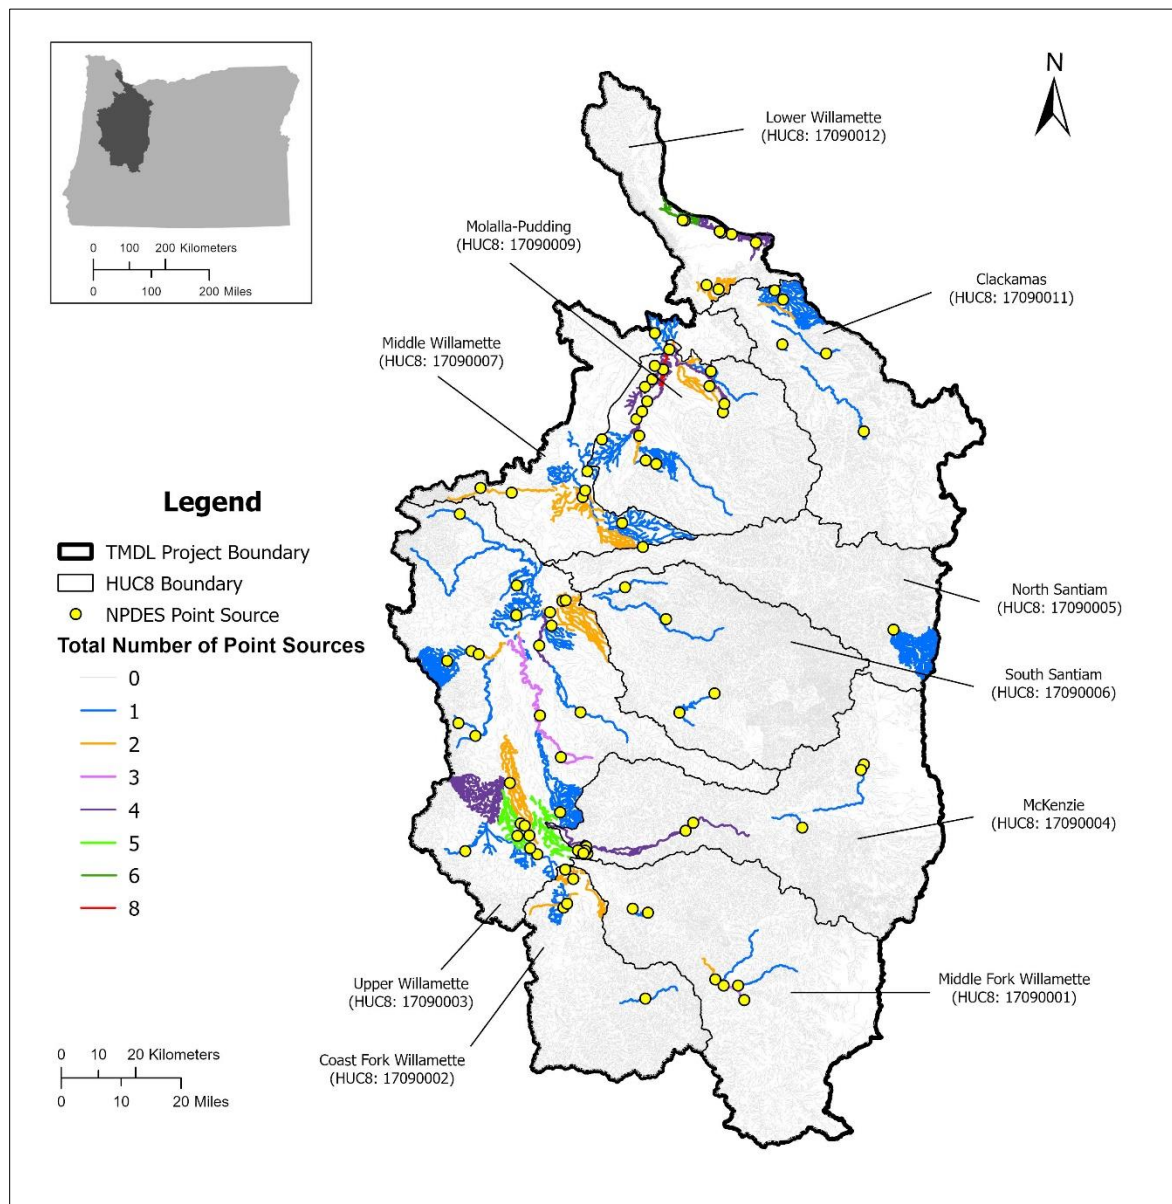 N
Lower Willamette
(HUC8: 17090012)
Molalla-Pudding
(HUC8: 17090009)
0 100 200 Kilometers
0 100 200 Miles
Clackamas
(HUC8: 17090011)
Middle Willamette
(HUC8: 17090007)
Legend
TMDL Project Boundary
HUC8 Boundary
NPDES Point Source
Total Number of Point Sources
0
1
2
3
4
5
6
8
North Santiam
(HUC8: 17090005)
South Santiam
(HUC8: 17090006)
McKenzie
(HUC8: 17090004)
Upper Willamette
(HUC8: 17090003)
Middle Fork Willamette
(HUC8: 17090001)
Coast Fork Willamette
(HUC8: 17090002)
0 10 20 Kilometers
0 10 20 Miles